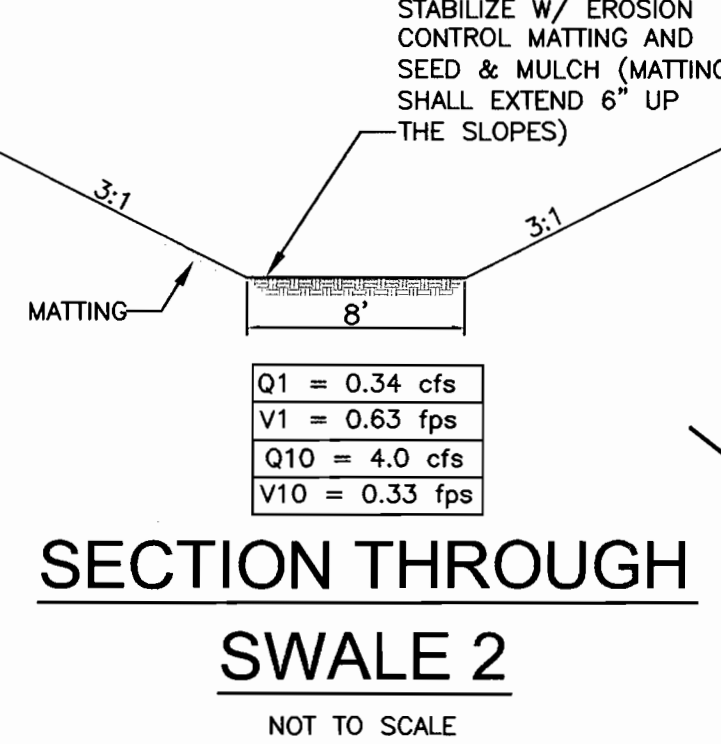 STABILIZE W/ EROSION
CONTROL MATTING AND
SEED & MULCH (MATTING
SHALL EXTEND 6" UP
THE SLOPES)
3:1
3:1
MATTING
8'
Q1 = 0.34 cfs
V1 = 0.63 fps
Q10 = 4.0 cfs
V10 = 0.33 fps
SECTION THROUGH
SWALE 2
NOT TO SCALE